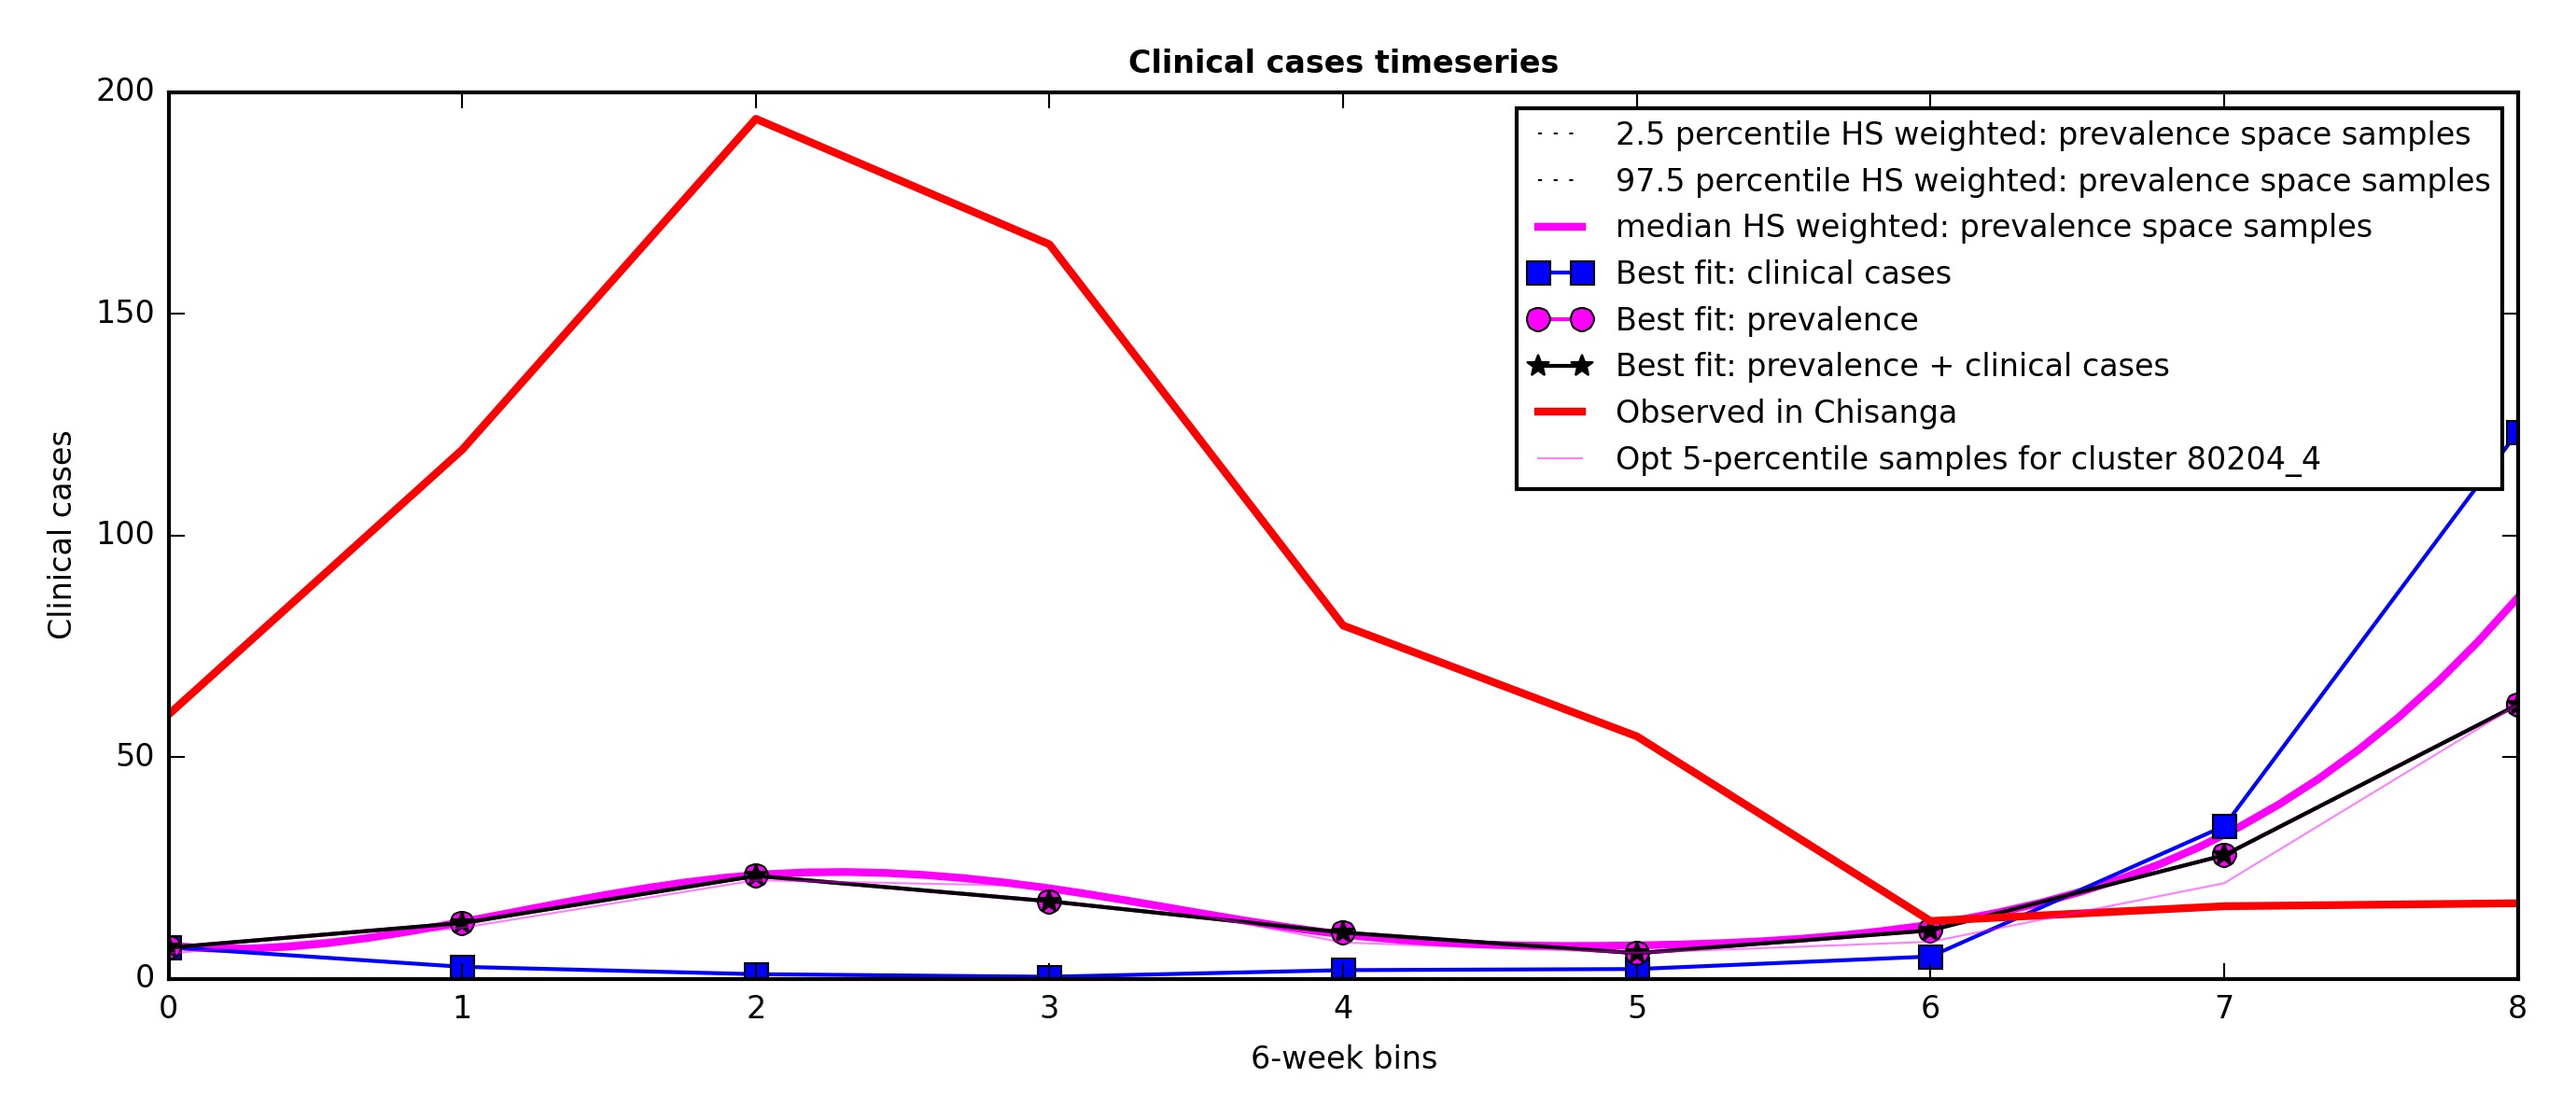 Clinical cases timeseries
200
150
100
50
0
Clinical cases
2.5 percentile HS weighted: prevalence space samples
97.5 percentile HS weighted: prevalence space samples
median HS weighted: prevalence space samples
Best fit: clinical cases
Best fit: prevalence
Best fit: prevalence + clinical cases
Observed in Chisanga
Opt 5-percentile samples for cluster 80204_4
0 1 2 3 4 5 6 7 8
6-week bins